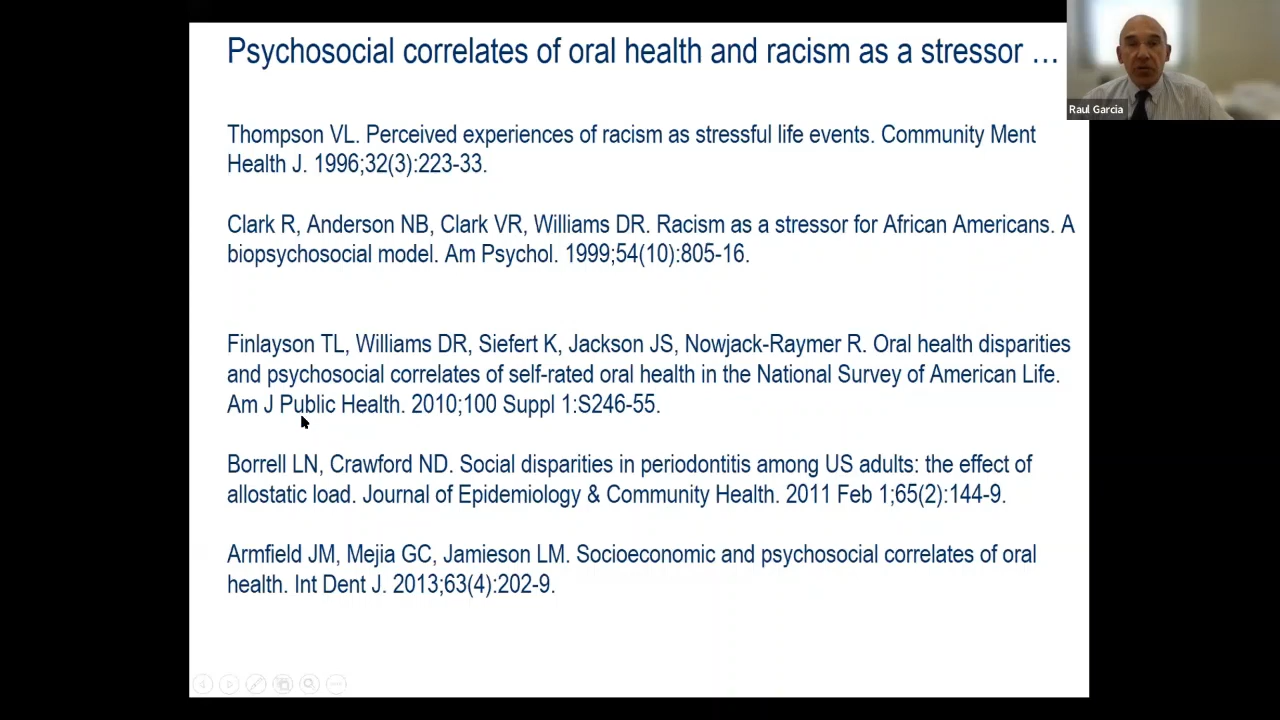 Psychosocial correlates of oral health and racism as a stressor …
Raul Garcia
Thompson VL. Perceived experiences of racism as stressful life events. Community Ment
Health J. 1996;32(3):223-33.
Clark R, Anderson NB, Clark VR, Williams DR. Racism as a stressor for African Americans. A
biopsychosocial model. Am Psychol. 1999;54(10):805-16.
Finlayson TL, Williams DR, Siefert K, Jackson JS, Nowjack-Raymer R. Oral health disparities
and psychosocial correlates of self-rated oral health in the National Survey of American Life.
Am J Public Health. 2010;100 Suppl 1:S246-55.
Borrell LN, Crawford ND. Social disparities in periodontitis among US adults: the effect of
allostatic load. Journal of Epidemiology & Community Health. 2011 Feb 1;65(2):144-9.
Armfield JM, Mejia GC, Jamieson LM. Socioeconomic and psychosocial correlates of oral
health. Int Dent J. 2013;63(4):202-9.